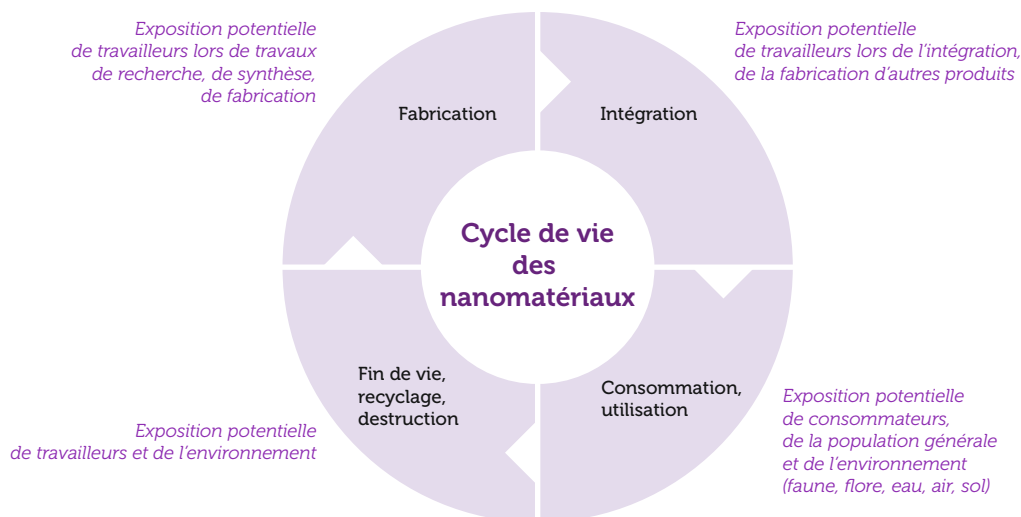 Exposition potentielle
de travailleurs lors de travaux
de recherche, de synthèse,
de fabrication
Exposition potentielle
de travailleurs lors de l’intégration,
de la fabrication d’autres produits
Fabrication
Intégration
Cycle de vie
des
nanomatériaux
Fin de vie,
recyclage,
destruction
Consommation,
utilisation
Exposition potentielle
de travailleurs et de l’environnement
Exposition potentielle
de consommateurs,
de la population générale
et de l’environnement
(faune, flore, eau, air, sol)